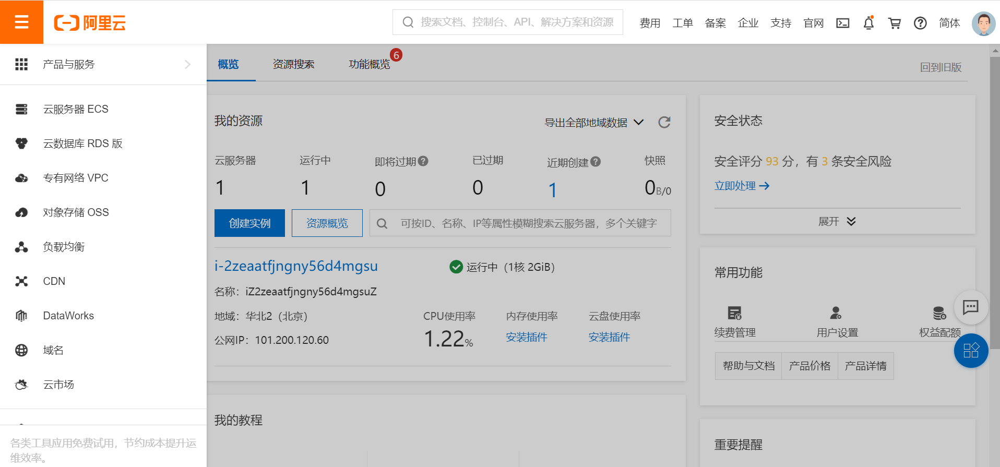 阿里云
搜索文档、控制台、API、解决方案和资源
费用 工单 备案 企业 支持 官网 简体
产品与服务
云服务器 ECS
云数据库 RDS 版
专有网络 VPC
对象存储 OSS
负载均衡
CDN
DataWorks
域名
云市场
各类工具应用免费试用，节约成本提升运
维效率。
概览 资源搜索 功能概览 6
回到旧版
我的资源
导出全部地域数据
云服务器 运行中 即将过期 已过期 近期创建 快照
1 1 0 0 1 0B/0
创建实例 资源概览 可按ID、名称、IP等属性模糊搜索云服务器，多个关键字
i-2zeaatfjngny56d4mgsu
运行中（1核 2GiB）
名称：iZ2zeaatfjngny56d4mgsuZ
地域：华北2（北京）
公网IP：101.200.120.60
CPU使用率 内存使用率 云盘使用率
1.22% 安装插件 安装插件
我的教程
安全状态
安全评分 93 分，有 3 条安全风险
立即处理
展开
常用功能
续费管理 用户设置 权益配额
帮助与文档 产品价格 产品详情
重要提醒